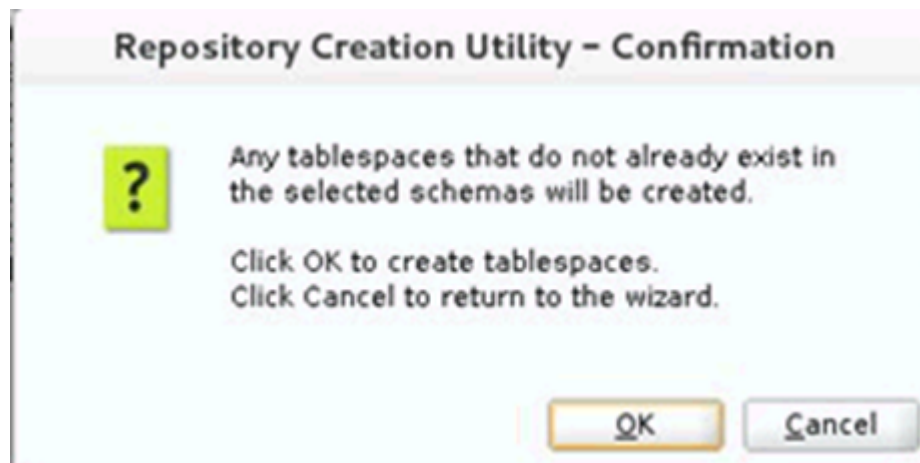 Repository Creation Utility – Confirmation
?
Any tablespaces that do not already exist in
the selected schemas will be created.
Click OK to create tablespaces.
Click Cancel to return to the wizard.
OK
Cancel